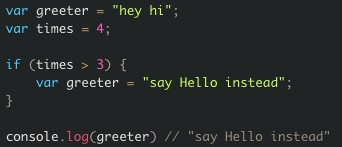 var greeter = "hey hi";
var times = 4;
if (times > 3) {
    var greeter = "say Hello instead";
}
console.log(greeter) // "say Hello instead"